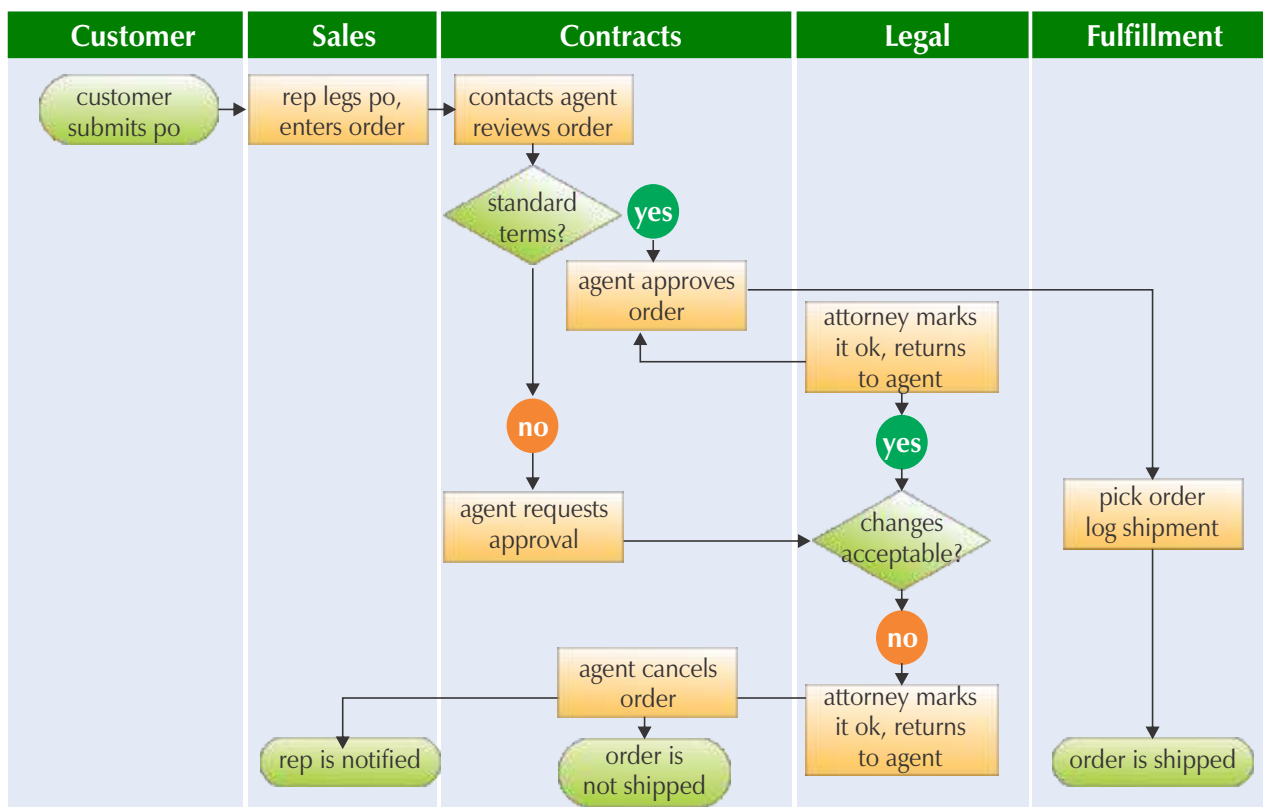 Customer
Sales
Contracts
Legal
Fulfillment
customer
submits po
rep legs po,
enters order
contacts agent
reviews order
standard
terms?
yes
agent approves
order
attorney marks
it ok, returns
to agent
no
yes
agent requests
approval
changes
acceptable?
pick order
log shipment
no
agent cancels
order
attorney marks
it ok, returns
to agent
rep is notified
order is
not shipped
order is shipped